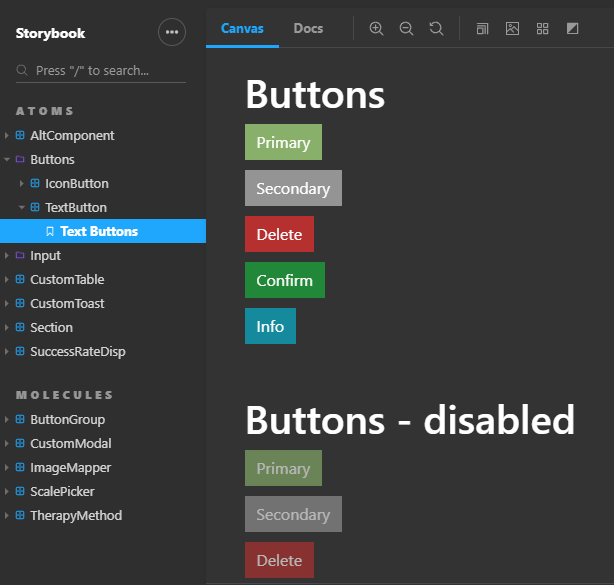 Storybook
Press "/" to search...
ATOMS
AltComponent
Buttons
IconButton
TextButton
Text Buttons
Input
CustomTable
CustomToast
Section
SuccessRateDisp
MOLECULES
ButtonGroup
CustomModal
ImageMapper
ScalePicker
TherapyMethod
Canvas Docs
Buttons
Primary
Secondary
Delete
Confirm
Info
Buttons - disabled
Primary
Secondary
Delete